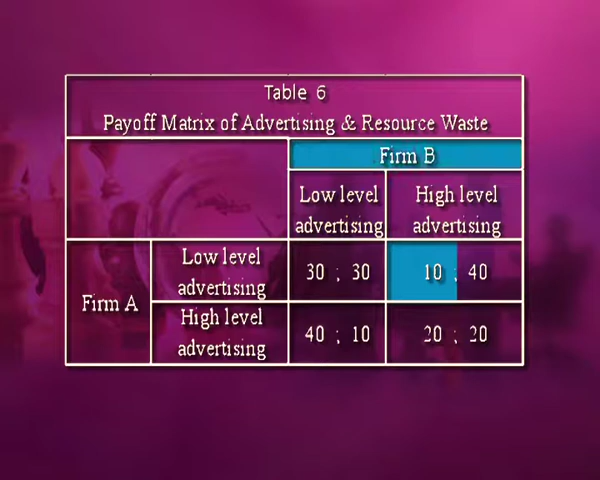 Table 6
Payoff Matrix of Advertising & Resource Waste
Firm B
Low level
advertising
High level
advertising
Firm A
Low level
advertising
30 ; 30
10 ; 40
High level
advertising
40 ; 10
20 ; 20